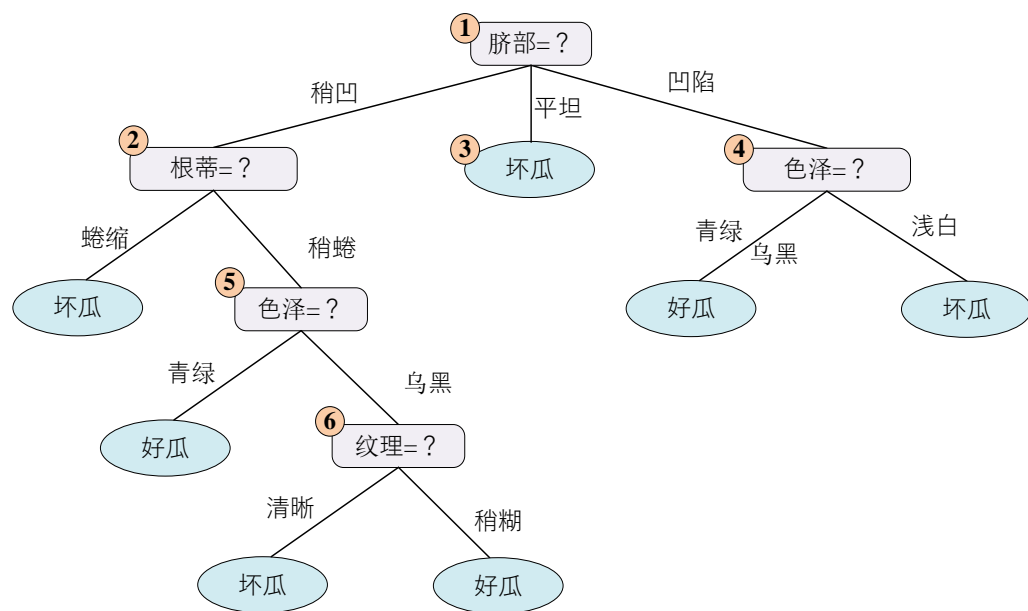 1
脐部=？
稍凹
平坦
凹陷
2
根蒂=？
3
坏瓜
4
色泽=？
蜷缩
稍蜷
青绿
乌黑
浅白
坏瓜
5
色泽=？
好瓜
坏瓜
青绿
乌黑
好瓜
6
纹理=？
清晰
稍糊
坏瓜
好瓜